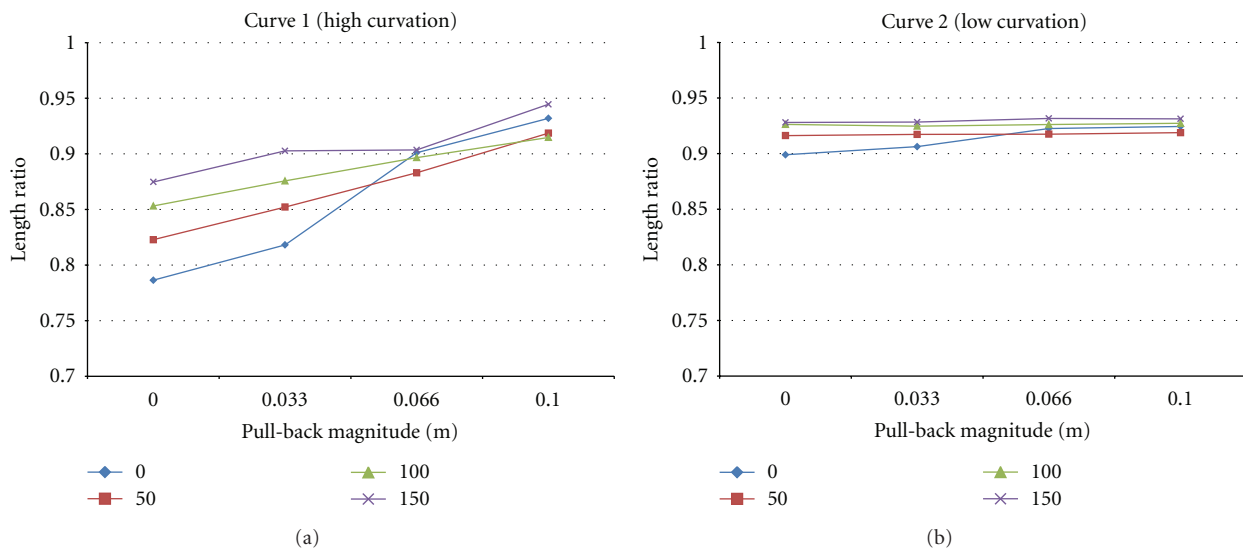 Curve 1 (high curvation)
1
0.95
0.9
0.85
0.8
0.75
0.7
Length ratio
0 0.033 0.066 0.1
Pull-back magnitude (m)
0 100
50 150
(a)
Curve 2 (low curvation)
1
0.95
0.9
0.85
0.8
0.75
0.7
Length ratio
0 0.033 0.066 0.1
Pull-back magnitude (m)
0 100
50 150
(b)